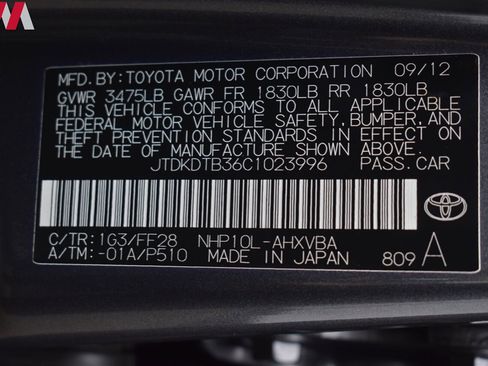 M
MFD.BY:TOYOTA MOTOR CORPORATION 09/12
GVWR 3475LB GAWR FR 1830LB RR 1830LB
THIS VEHICLE CONFORMS TO ALL APPLICABLE
FEDERAL MOTOR VEHICLE SAFETY,BUMPER,AND
THEFT PREVENTION STANDARDS IN EFFECT ON
THE DATE OF MANUFACTURE SHOWN ABOVE.
JTDKDTB36C1023996 PASS.CAR
C/TR:1G3/FF28 NHP10L-AHXVBA
A/TM:-01A/P510 MADE IN JAPAN 809 A